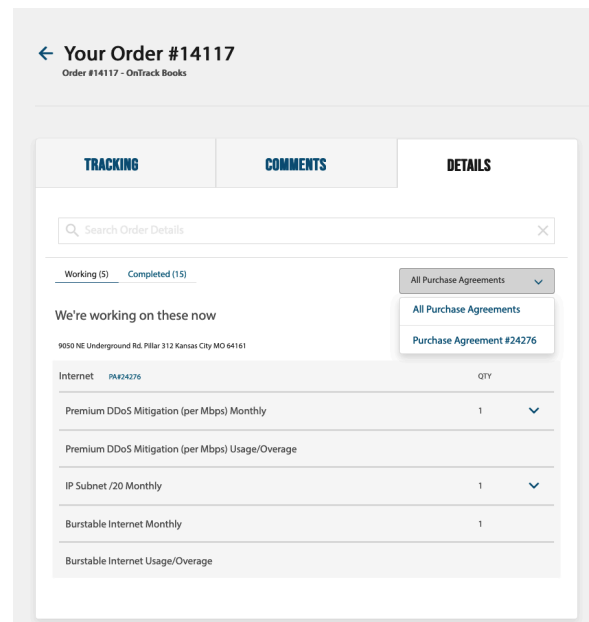 Your Order #14117
Order #14117 - OnTrack Books
TRACKING
COMMENTS
DETAILS
Search Order Details
Working (5)
Completed (15)
All Purchase Agreements
All Purchase Agreements
Purchase Agreement #24276
We're working on these now
9050 NE Underground Rd. Pillar 312 Kansas City MO 64161
Internet PA#24276 QTY
Premium DDoS Mitigation (per Mbps) Monthly 1
Premium DDoS Mitigation (per Mbps) Usage/Overage
IP Subnet /20 Monthly 1
Burstable Internet Monthly 1
Burstable Internet Usage/Overage